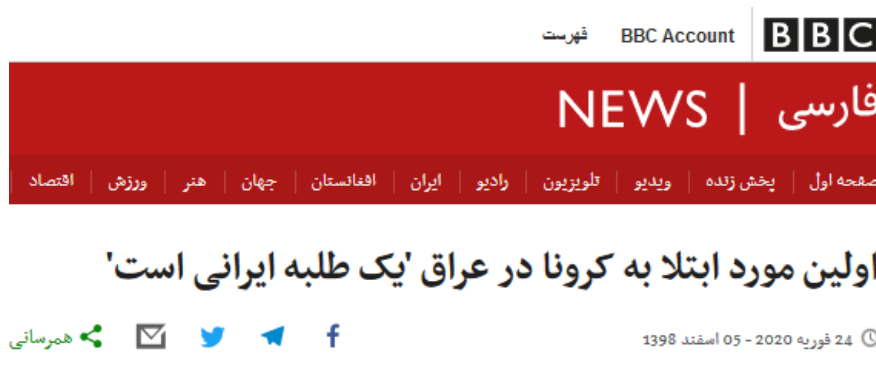 BBC BBC Account فهرست
فارسی | NEWS
صفحه اول | پخش زنده | ویدیو | تلویزیون | رادیو | ایران | افغانستان | جهان | هنر | ورزش | اقتصاد |
اولین مورد ابتلا به کرونا در عراق 'یک طلبه ایرانی است'
24 فوریه 2020 - 05 اسفند 1398
همرسانی